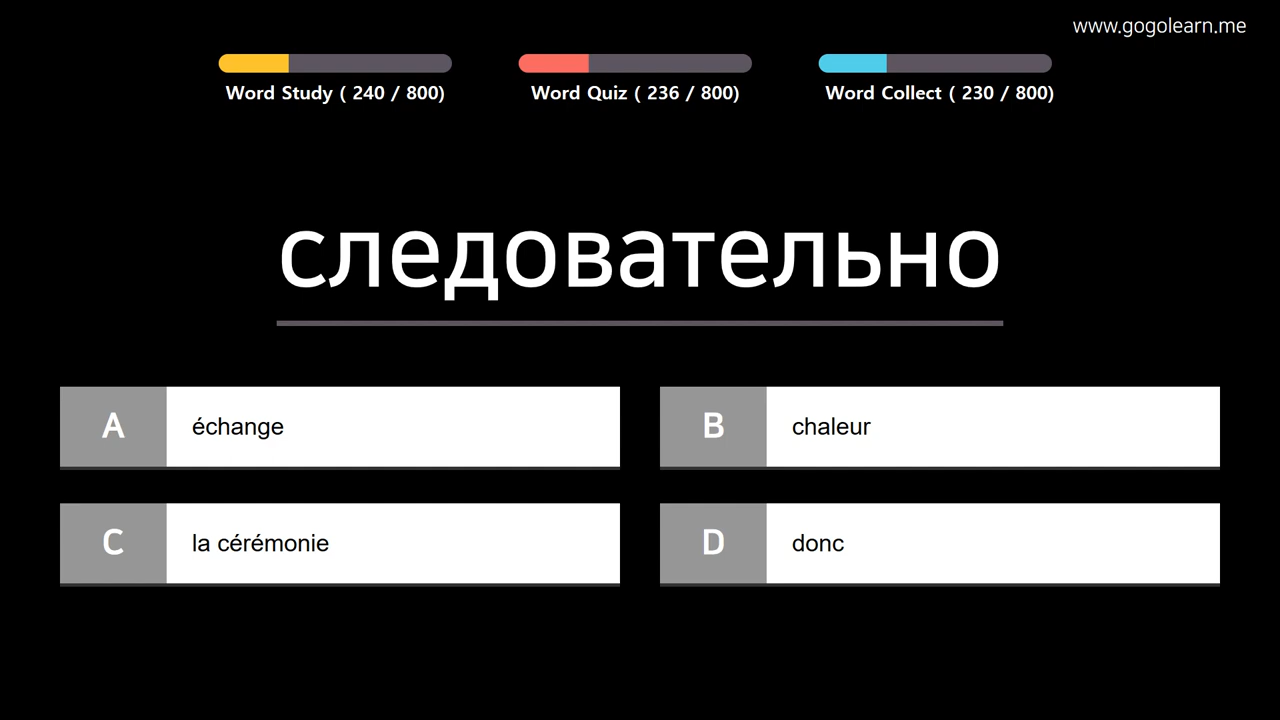 www.gogolearn.me
Word Study ( 240 / 800)
Word Quiz ( 236 / 800)
Word Collect ( 230 / 800)
следовательно
A échange
B chaleur
C la cérémonie
D donc